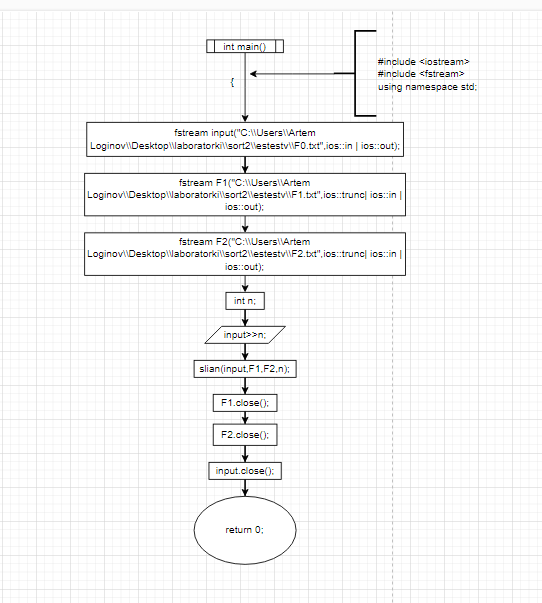 int main()
#include <iostream>
#include <fstream>
using namespace std;
{
fstream input("C:\\Users\\Artem
Loginov\\Desktop\\laboratorki\\sort2\\estestv\\F0.txt",ios::in | ios::out);
fstream F1("C:\\Users\\Artem
Loginov\\Desktop\\laboratorki\\sort2\\estestv\\F1.txt",ios::trunc| ios::in |
ios::out);
fstream F2("C:\\Users\\Artem
Loginov\\Desktop\\laboratorki\\sort2\\estestv\\F2.txt",ios::trunc| ios::in |
ios::out);
int n;
input>>n;
slian(input,F1,F2,n);
F1.close();
F2.close();
input.close();
return 0;